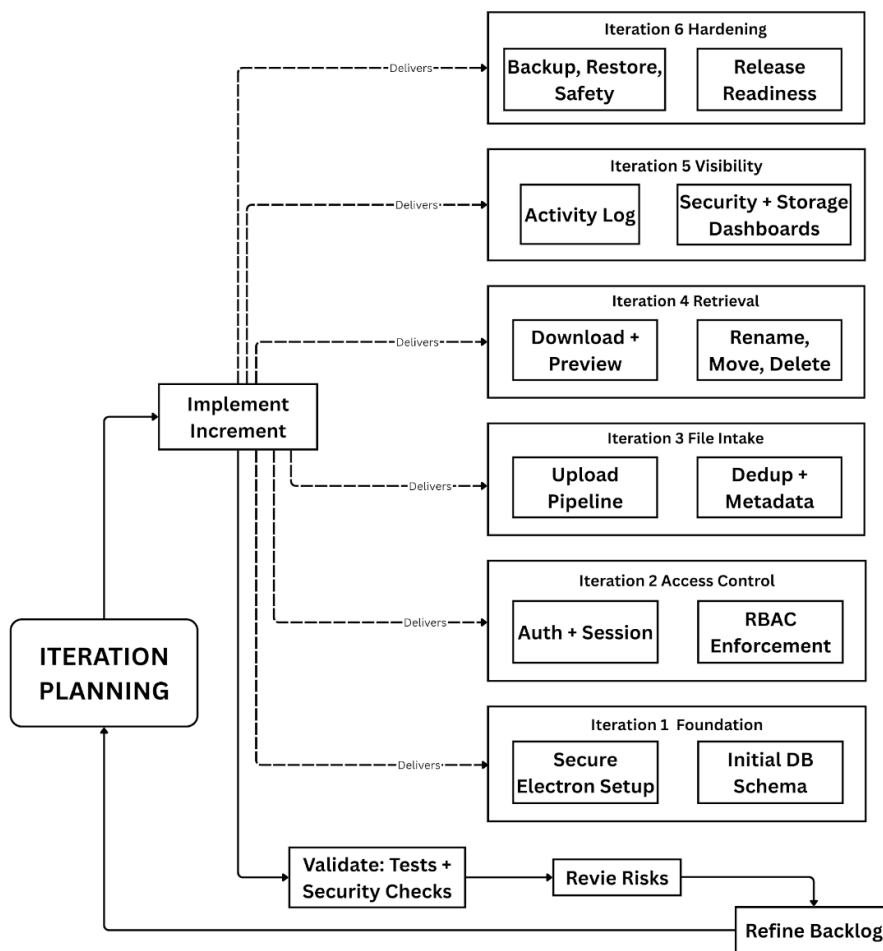 Iteration 6 Hardening
Delivers
Backup, Restore,
Safety
Release
Readiness
Iteration 5 Visibility
Delivers
Activity Log
Security + Storage
Dashboards
Iteration 4 Retrieval
Delivers
Download +
Preview
Rename,
Move, Delete
Implement
Increment
Iteration 3 File Intake
Delivers
Upload
Pipeline
Dedup +
Metadata
Iteration 2 Access Control
Delivers
Auth + Session
RBAC
Enforcement
ITERATION
PLANNING
Iteration 1 Foundation
Delivers
Secure
Electron Setup
Initial DB
Schema
Validate: Tests +
Security Checks
Revie Risks
Refine Backlog